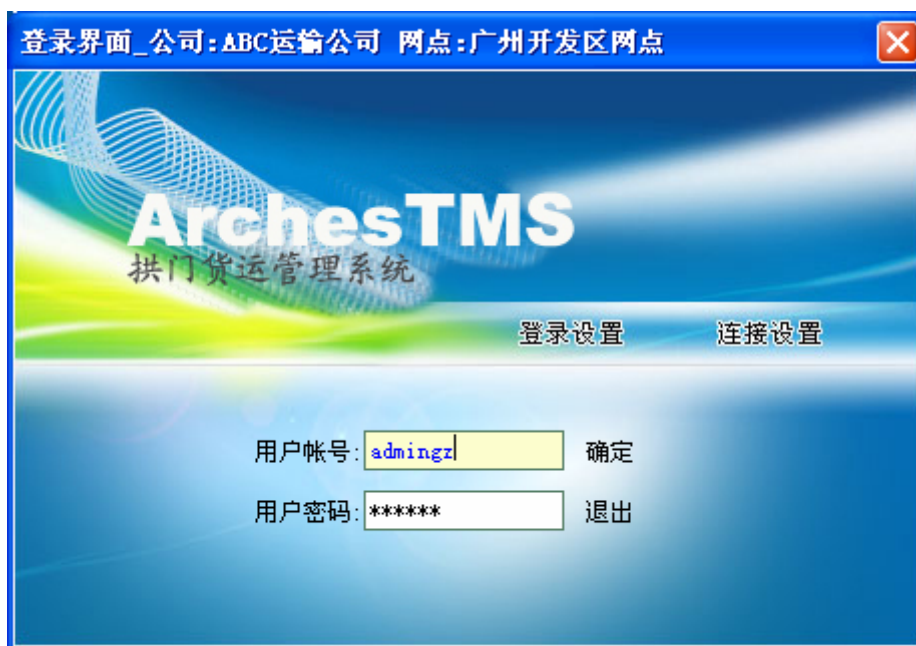 登录界面_公司:ABC运输公司 网点:广州开发区网点
ArchesTMS
拱门货运管理系统
登录设置 连接设置
用户帐号: admingz 确定
用户密码: ****** 退出